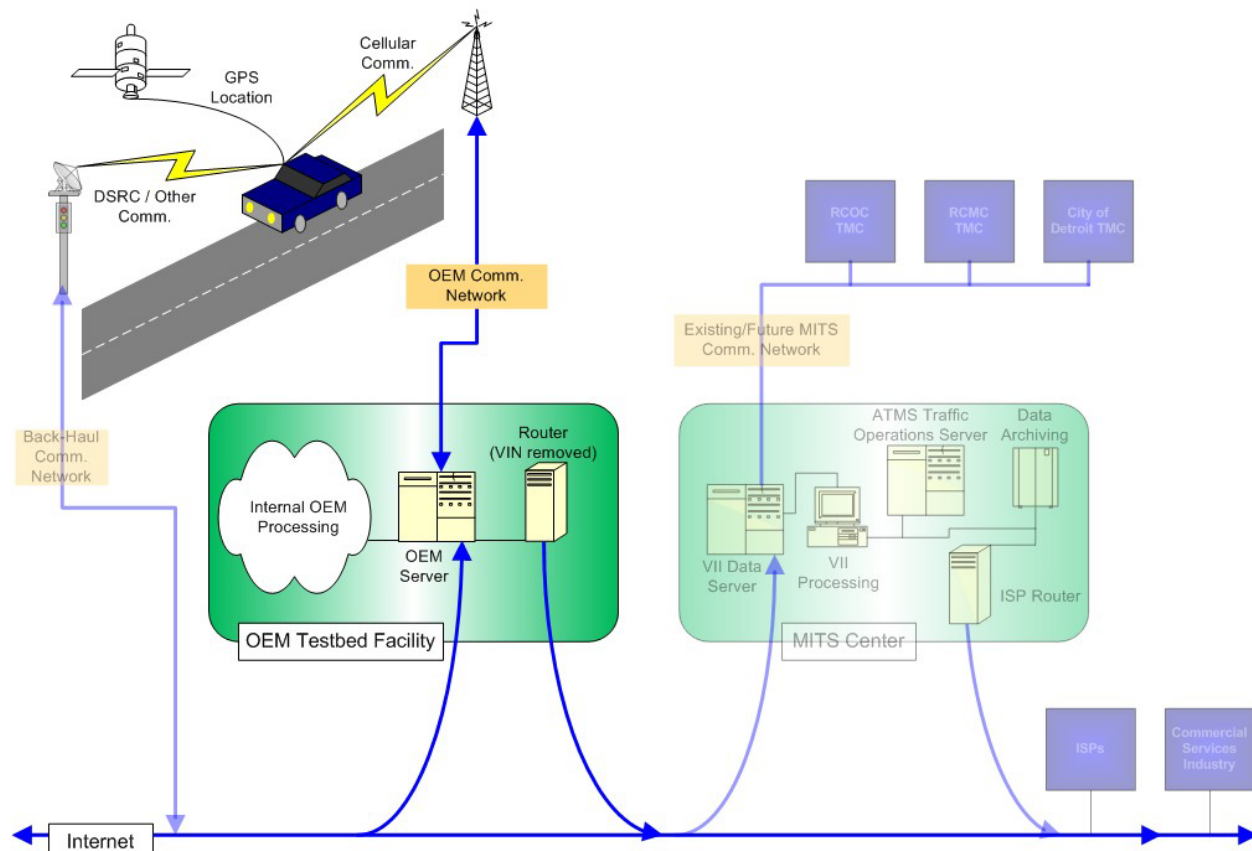 Cellular
Comm.
GPS
Location
DSRC / Other
Comm.
OEM Comm.
Network
RCOC
TMC
RCMC
TMC
City of
Detroit TMC
Existing/Future MITS
Comm. Network
Back-Haul
Comm.
Network
Internal OEM
Processing
OEM
Server
Router
(VIN removed)
OEM Testbed Facility
ATMS Traffic
Operations Server
Data
Archiving
VII Data
Server
VII
Processing
ISP Router
MITS Center
ISPs
Commercial
Services
Industry
Internet